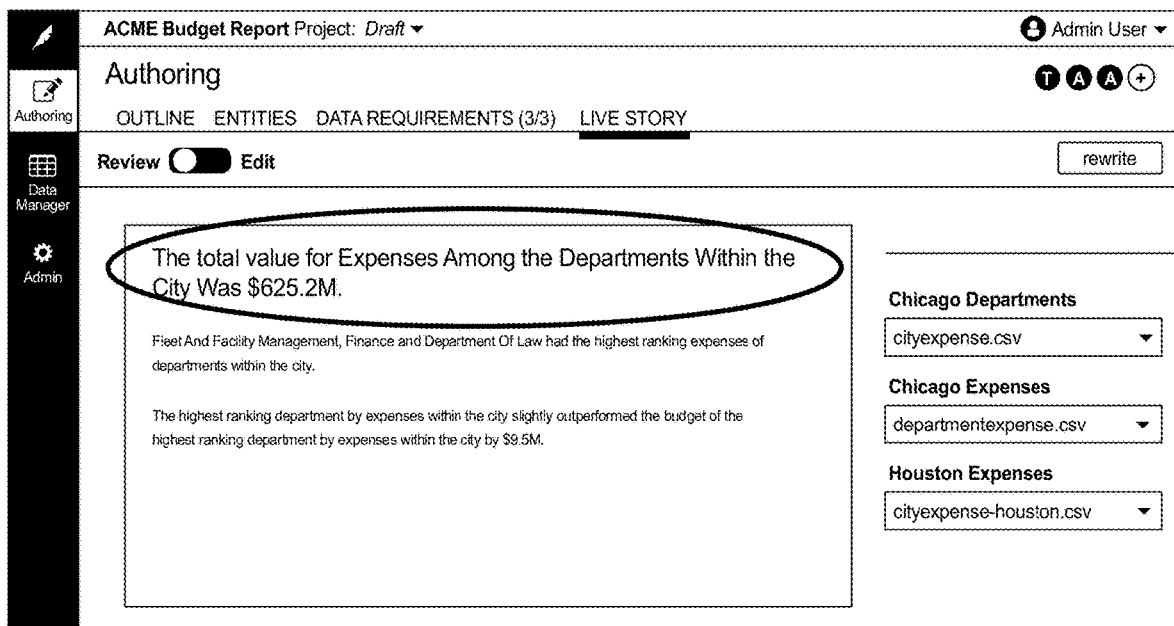 ACME Budget Report Project: Draft
Admin User
Authoring
T A A +
Authoring
OUTLINE ENTITIES DATA REQUIREMENTS (3/3) LIVE STORY
Review Edit
rewrite
Data
Manager
Admin
The total value for Expenses Among the Departments Within the
City Was $625.2M.
Fleet And Facility Management, Finance and Department Of Law had the highest ranking expenses of
departments within the city.
The highest ranking department by expenses within the city slightly outperformed the budget of the
highest ranking department by expenses within the city by $9.5M.
Chicago Departments
cityexpense.csv
Chicago Expenses
departmentexpense.csv
Houston Expenses
cityexpense-houston.csv